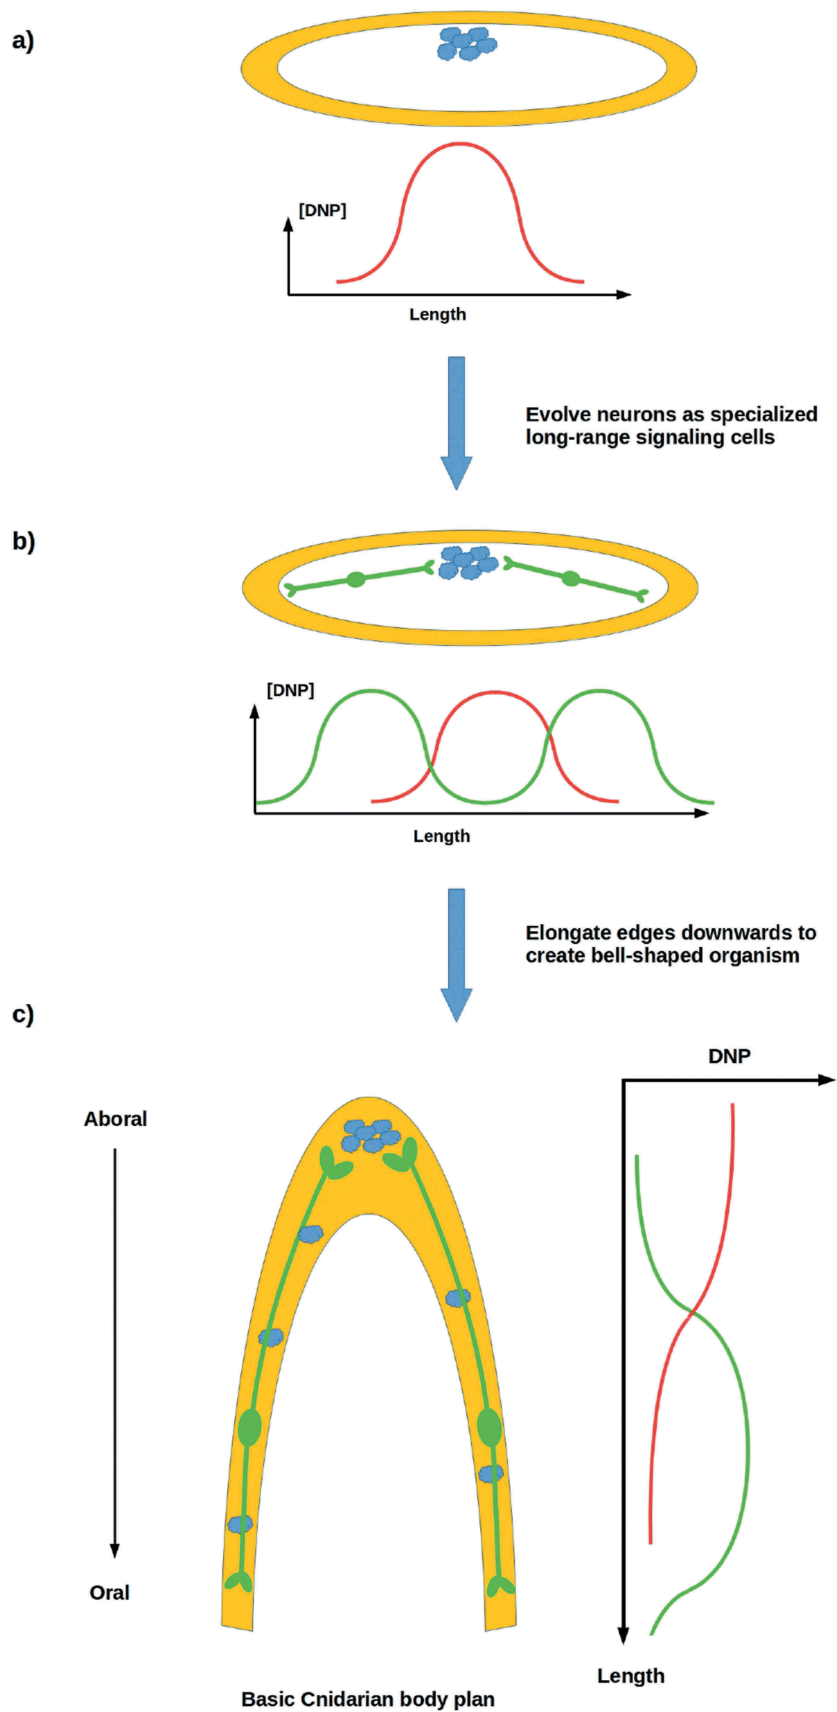 a)
[DNP]
Length
Evolve neurons as specialized
long-range signaling cells
b)
[DNP]
Length
Elongate edges downwards to
create bell-shaped organism
c)
DNP
Aboral
Oral
Length
Basic Cnidarian body plan